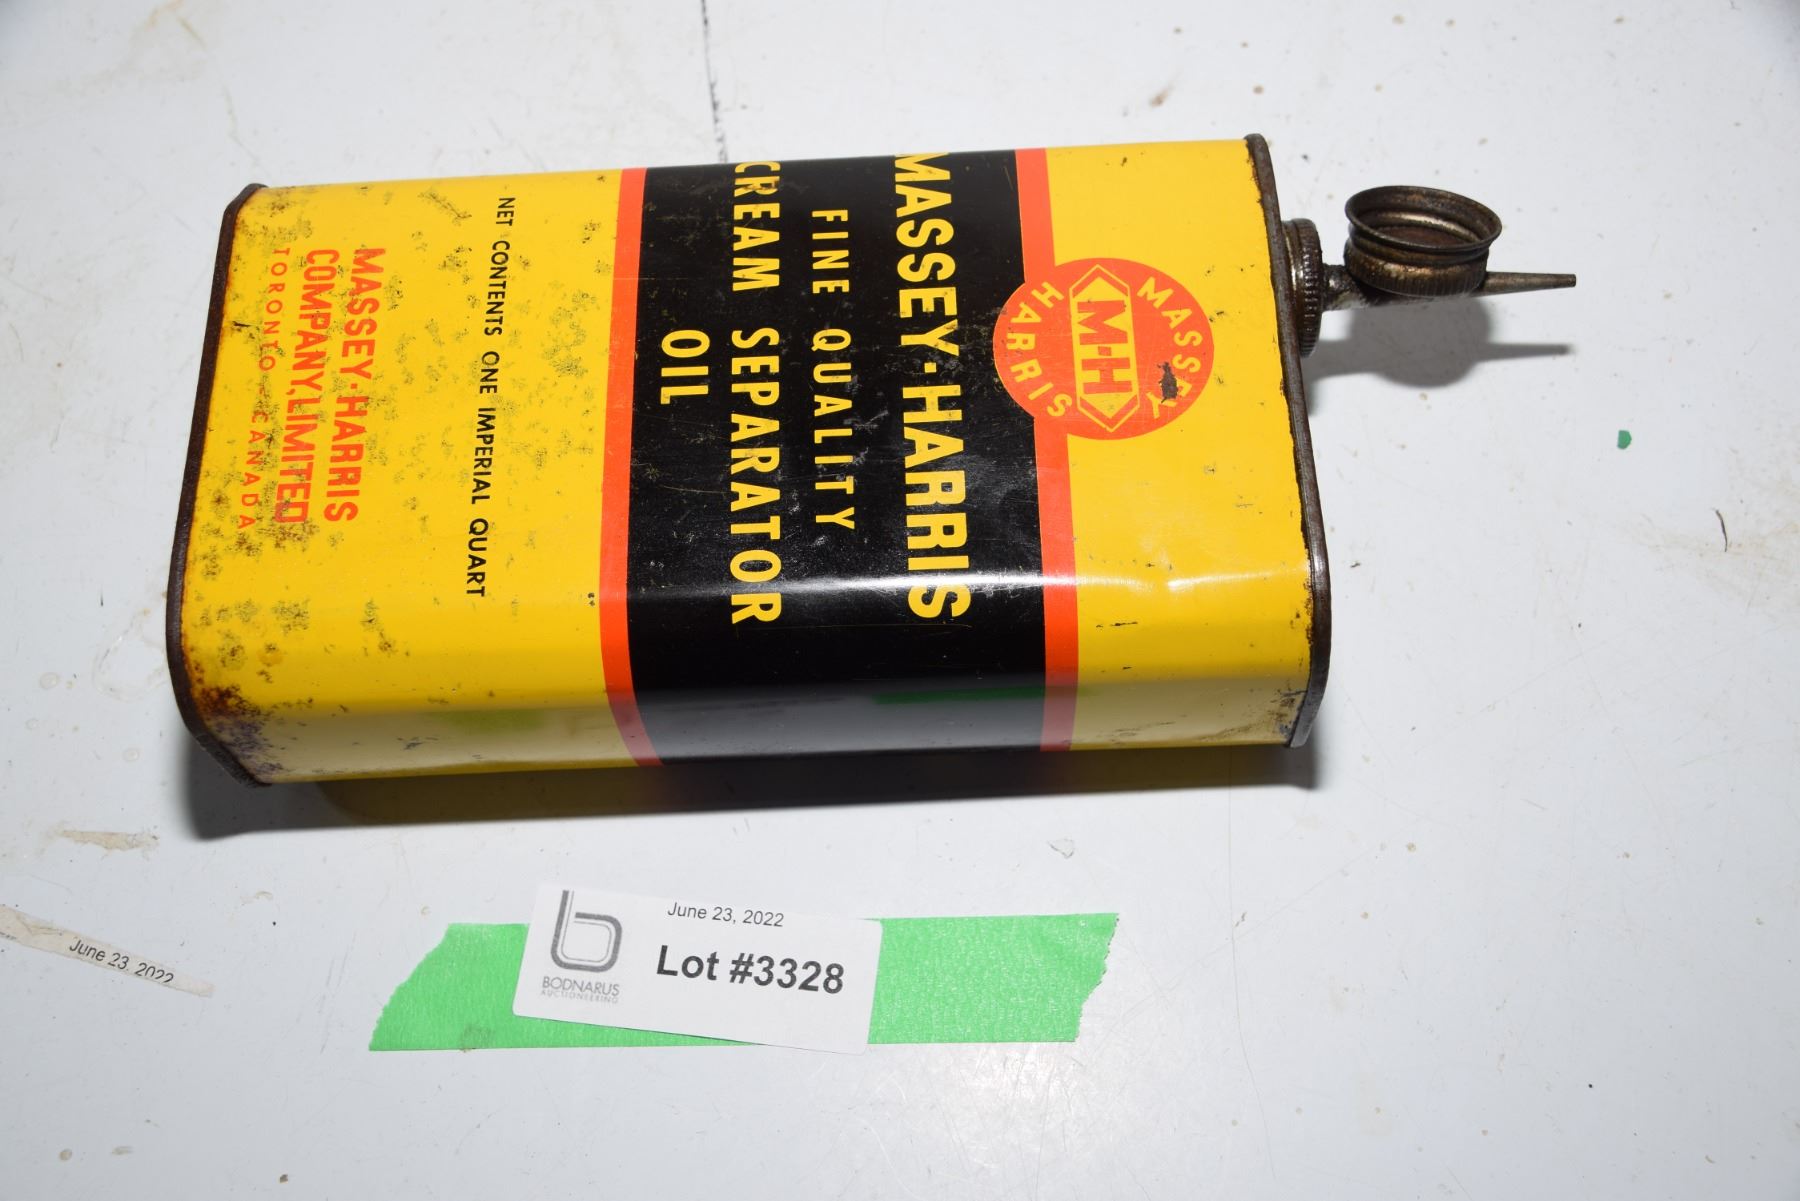 MASSEY
M-H
HARRIS
MASSEY-HARRIS
FINE QUALITY
CREAM SEPARATOR
OIL
NET CONTENTS ONE IMPERIAL QUART
MASSEY-HARRIS
COMPANY, LIMITED
TORONTO - CANADA
June 23, 2022
Lot #3328
BODNARUS
AUCTIONEERING
June 23, 2022